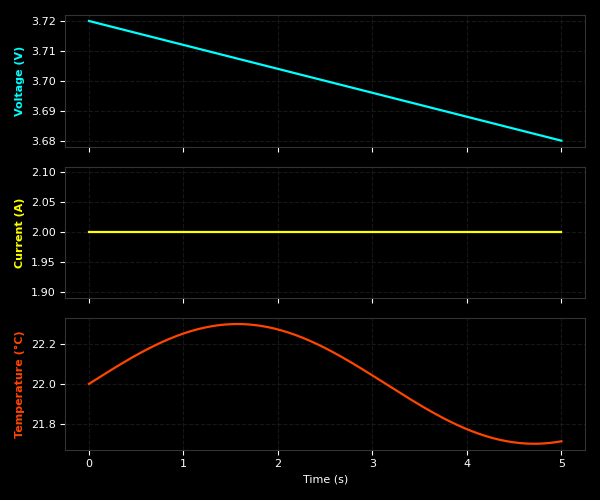 Voltage (V)
3.72
3.71
3.70
3.69
3.68
Current (A)
2.10
2.05
2.00
1.95
1.90
Temperature (°C)
22.2
22.0
21.8
0 1 2 3 4 5
Time (s)